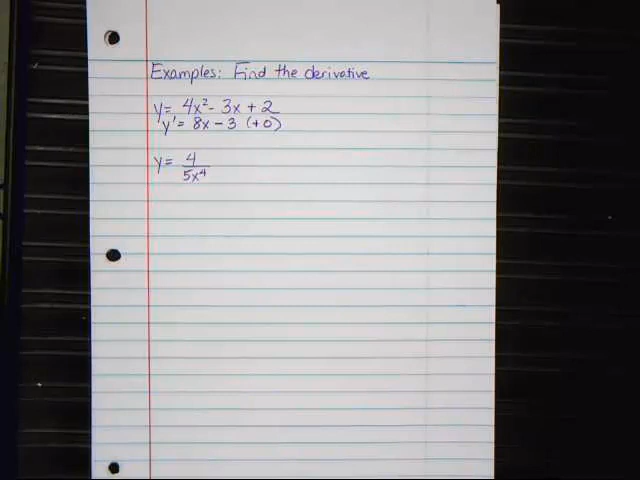 Examples: Find the derivative
y = 4x² - 3x + 2
y' = 8x - 3 (+0)
y = 4/5x⁴